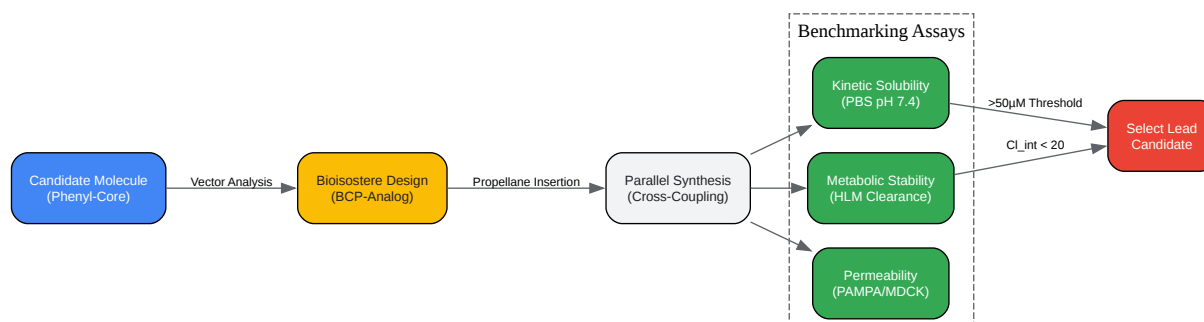 Candidate Molecule
(Phenyl-Core)
Vector Analysis
Bioisostere Design
(BCP-Analog)
Propellane Insertion
Parallel Synthesis
(Cross-Coupling)
Benchmarking Assays
Kinetic Solubility
(PBS pH 7.4)
Metabolic Stability
(HLM Clearance)
Permeability
(PAMPA/MDCK)
>50μM Threshold
Cl_int < 20
Select Lead
Candidate